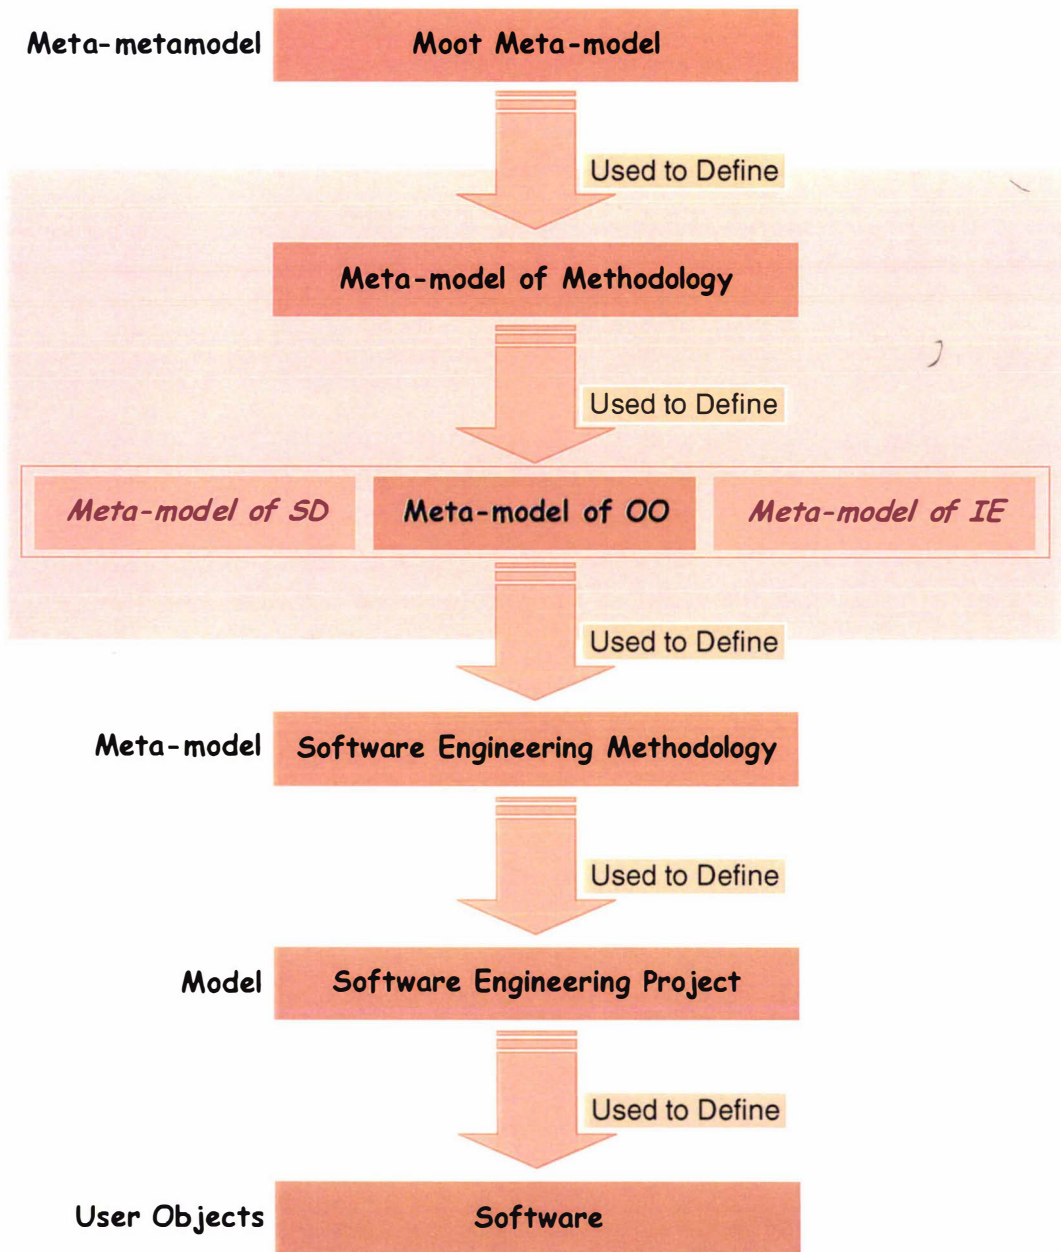 Meta-metamodel
Moot Meta-model
Used to Define
Meta-model of Methodology
Used to Define
Meta-model of SD
Meta-model of OO
Meta-model of IE
Used to Define
Meta-model
Software Engineering Methodology
Used to Define
Model
Software Engineering Project
Used to Define
User Objects
Software